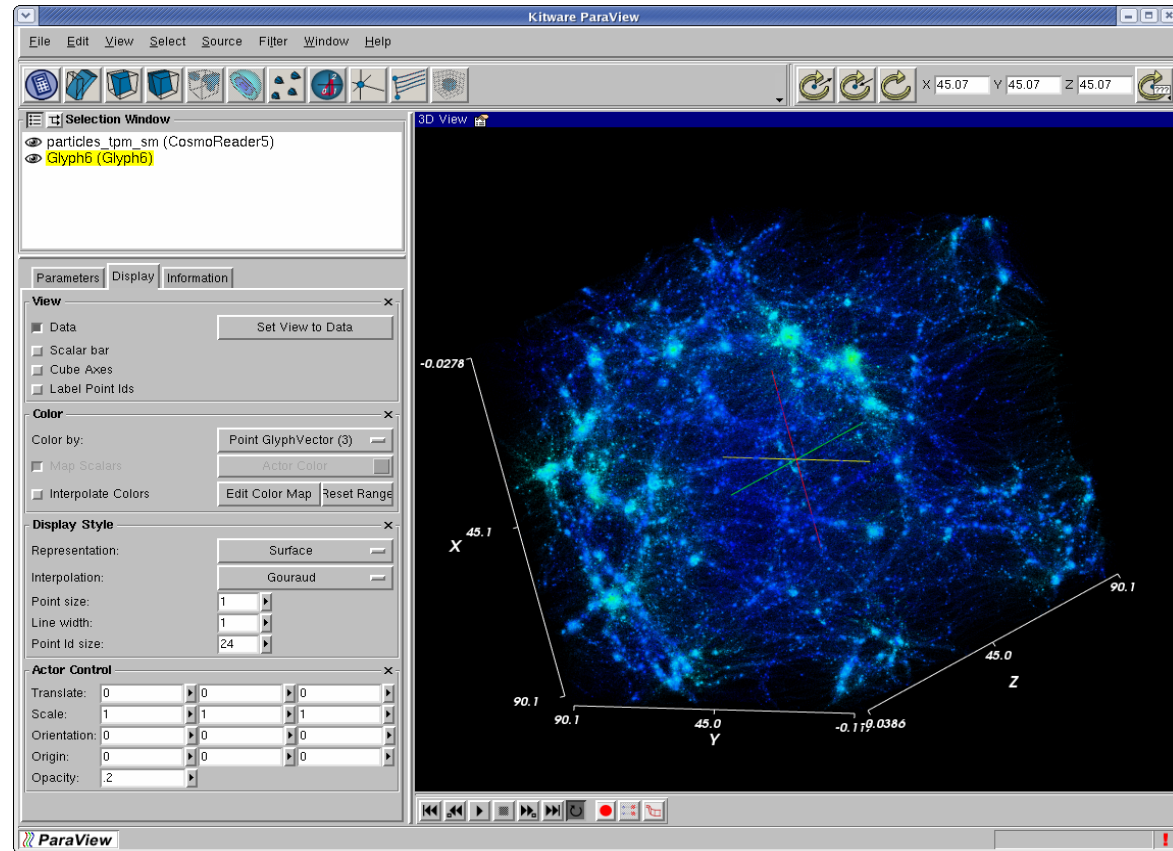 Kitware ParaView
File Edit View Select Source Filter Window Help
X 45.07 Y 45.07 Z 45.07
???
Selection Window
particles_tpm_sm (CosmoReader5)
Glyph6 (Glyph6)
Parameters Display Information
View
Data Set View to Data
Scalar bar
Cube Axes
Label Point Ids
Color
Color by: Point GlyphVector (3)
Map Scalars Actor Color
Interpolate Colors Edit Color Map Reset Range
Display Style
Representation: Surface
Interpolation: Gouraud
Point size: 1
Line width: 1
Point Id size: 24
Actor Control
Translate: 0 0 0
Scale: 1 1 1
Orientation: 0 0 0
Origin: 0 0 0
Opacity: .2
3D View
-0.0278
45.1
X
90.1
90.1
45.0
Y
0.0386
45.0
Z
90.1
ParaView